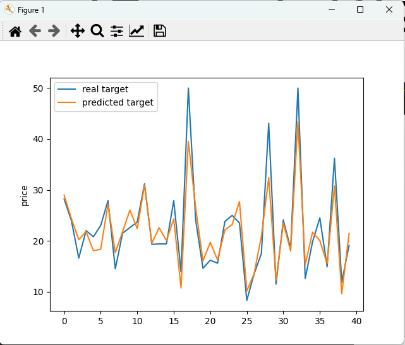 Figure 1
real target
predicted target
50
40
30
20
10
price
0 5 10 15 20 25 30 35 40